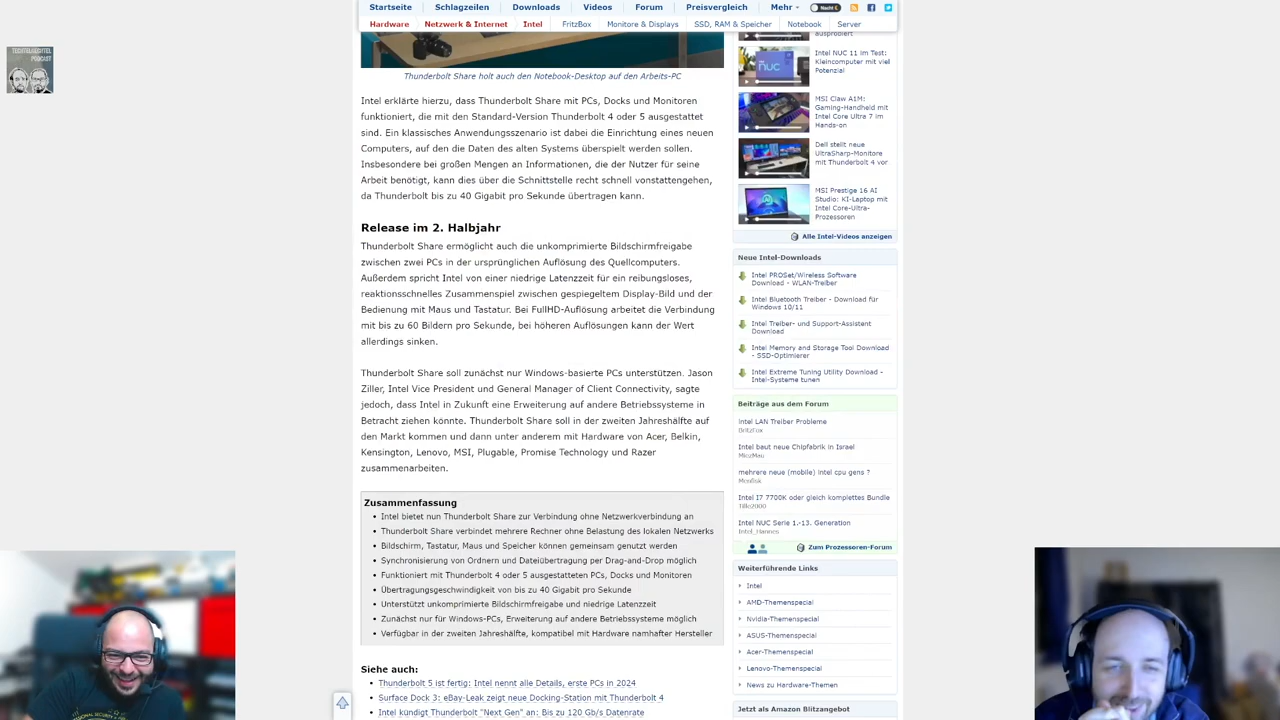 Startseite Schlagzeilen Downloads Videos Forum Preisvergleich Mehr Nacht
Hardware Netzwerk & Internet Intel FritzBox Monitore & Displays SSD, RAM & Speicher Notebook Server
TECHTELMECHTEL
PODCAST
Thunderbolt Share holt auch den Notebook-Desktop auf den Arbeits-PC
Intel erklärte hierzu, dass Thunderbolt Share mit PCs, Docks und Monitoren
funktioniert, die mit den Standard-Version Thunderbolt 4 oder 5 ausgestattet
sind. Ein klassisches Anwendungsszenario ist dabei die Einrichtung eines neuen
Computers, auf den die Daten des alten Systems überspielt werden sollen.
Insbesondere bei großen Mengen an Informationen, die der Nutzer für seine
Arbeit benötigt, kann dies über die Schnittstelle recht schnell vonstattengehen,
da Thunderbolt bis zu 40 Gigabit pro Sekunde übertragen kann.
Release im 2. Halbjahr
Thunderbolt Share ermöglicht auch die unkomprimierte Bildschirmfreigabe
zwischen zwei PCs in der ursprünglichen Auflösung des Quellcomputers.
Außerdem spricht Intel von einer niedrige Latenzzeit für ein reibungsloses,
reaktionsschnelles Zusammenspiel zwischen gespiegeltem Display-Bild und der
Bedienung mit Maus und Tastatur. Bei FullHD-Auflösung arbeitet die Verbindung
mit bis zu 60 Bildern pro Sekunde, bei höheren Auflösungen kann der Wert
allerdings sinken.
Thunderbolt Share soll zunächst nur Windows-basierte PCs unterstützen. Jason
Ziller, Intel Vice President und General Manager of Client Connectivity, sagte
jedoch, dass Intel in Zukunft eine Erweiterung auf andere Betriebssysteme in
Betracht ziehen könnte. Thunderbolt Share soll in der zweiten Jahreshälfte auf
den Markt kommen und dann unter anderem mit Hardware von Acer, Belkin,
Kensington, Lenovo, MSI, Plugable, Promise Technology und Razer
zusammenarbeiten.
Zusammenfassung
Intel bietet nun Thunderbolt Share zur Verbindung ohne Netzwerkverbindung an
Thunderbolt Share verbindet mehrere Rechner ohne Belastung des lokalen Netzwerks
Bildschirm, Tastatur, Maus und Speicher können gemeinsam genutzt werden
Synchronisierung von Ordnern und Dateiübertragung per Drag-and-Drop möglich
Funktioniert mit Thunderbolt 4 oder 5 ausgestatteten PCs, Docks und Monitoren
Übertragungsgeschwindigkeit von bis zu 40 Gigabit pro Sekunde
Unterstützt unkomprimierte Bildschirmfreigabe und niedrige Latenzzeit
Zunächst nur für Windows-PCs, Erweiterung auf andere Betriebssysteme möglich
Verfügbar in der zweiten Jahreshälfte, kompatibel mit Hardware namhafter Hersteller
Siehe auch:
Thunderbolt 5 ist fertig: Intel nennt alle Details, erste PCs in 2024
Surface Dock 3: eBay-Leak zeigt neue Docking-Station mit Thunderbolt 4
Intel kündigt Thunderbolt "Next Gen" an: Bis zu 120 Gb/s Datenrate
ausprobiert
Intel NUC 11 im Test:
Kleincomputer mit viel
Potenzial
nuc
MSI Claw A1M:
Gaming-Handheld mit
Intel Core Ultra 7 im
Hands-on
Dell stellt neue
UltraSharp-Monitore
mit Thunderbolt 4 vor
MSI Prestige 16 AI
Studio: KI-Laptop mit
Intel Core-Ultra-
Prozessoren
Alle Intel-Videos anzeigen
Neue Intel-Downloads
Intel PROSet/Wireless Software
Download - WLAN-Treiber
Intel Bluetooth Treiber - Download für
Windows 10/11
Intel Treiber- und Support-Assistent
Download
Intel Memory and Storage Tool Download
- SSD-Optimierer
Intel Extreme Tuning Utility Download -
Intel-Systeme tunen
Beiträge aus dem Forum
Intel LAN Treiber Probleme
BritzFox
Intel baut neue Chipfabrik in Israel
MiezMau
mehrere neue (mobile) Intel cpu gens ?
Intel I7 7700K oder gleich komplettes Bundle
Intel NUC Serie 1.-13. Generation
Intel_Hannes
Zum Prozessoren-Forum
Weiterführende Links
Intel
AMD-Themenspecial
Nvidia-Themenspecial
ASUS-Themenspecial
Acer-Themenspecial
Lenovo-Themenspecial
News zu Hardware-Themen
Jetzt als Amazon Blitzangebot